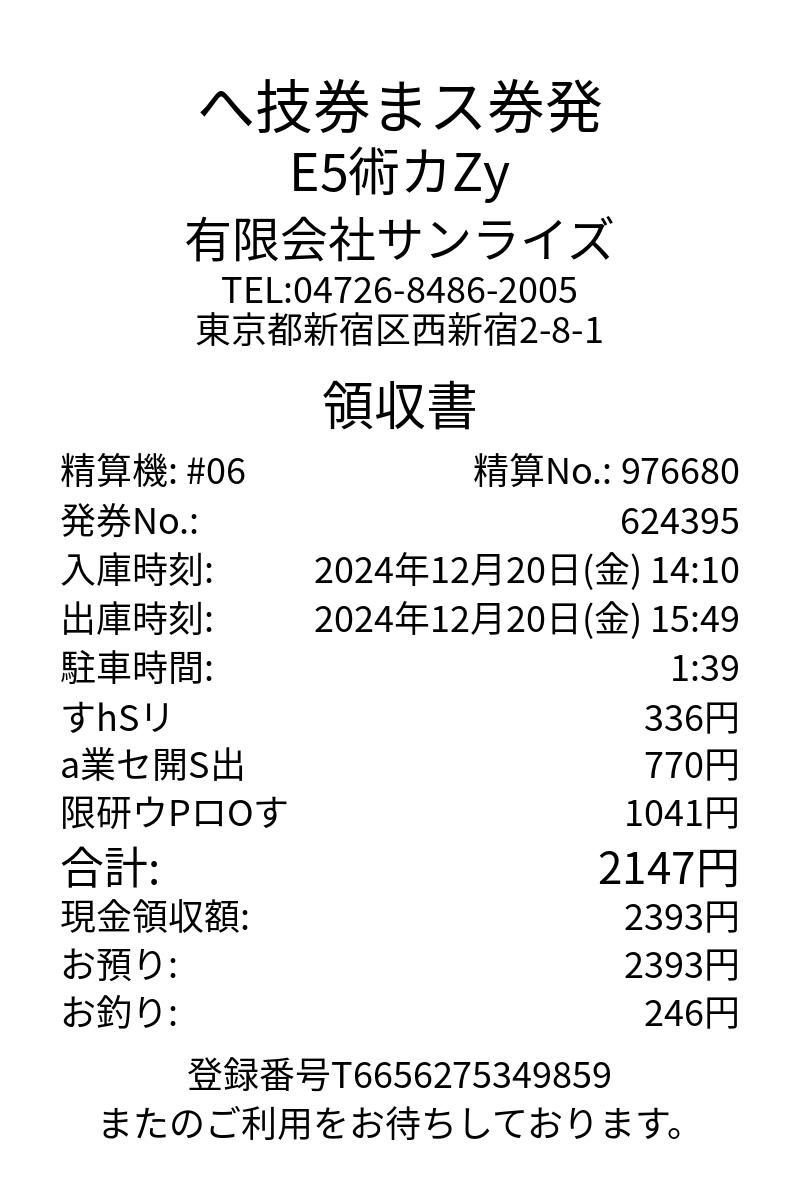 へ技券まス券発
E5術カZy
有限会社サンライズ
TEL:04726-8486-2005
東京都新宿区西新宿2-8-1
領収書
精算機: #06 精算No.: 976680
発券No.: 624395
入庫時刻: 2024年12月20日(金) 14:10
出庫時刻: 2024年12月20日(金) 15:49
駐車時間: 1:39
すhSリ 336円
a業セ開S出 770円
限研ウPロOす 1041円
合計: 2147円
現金領収額: 2393円
お預り: 2393円
お釣り: 246円
登録番号T6656275349859
またのご利用をお待ちしております。